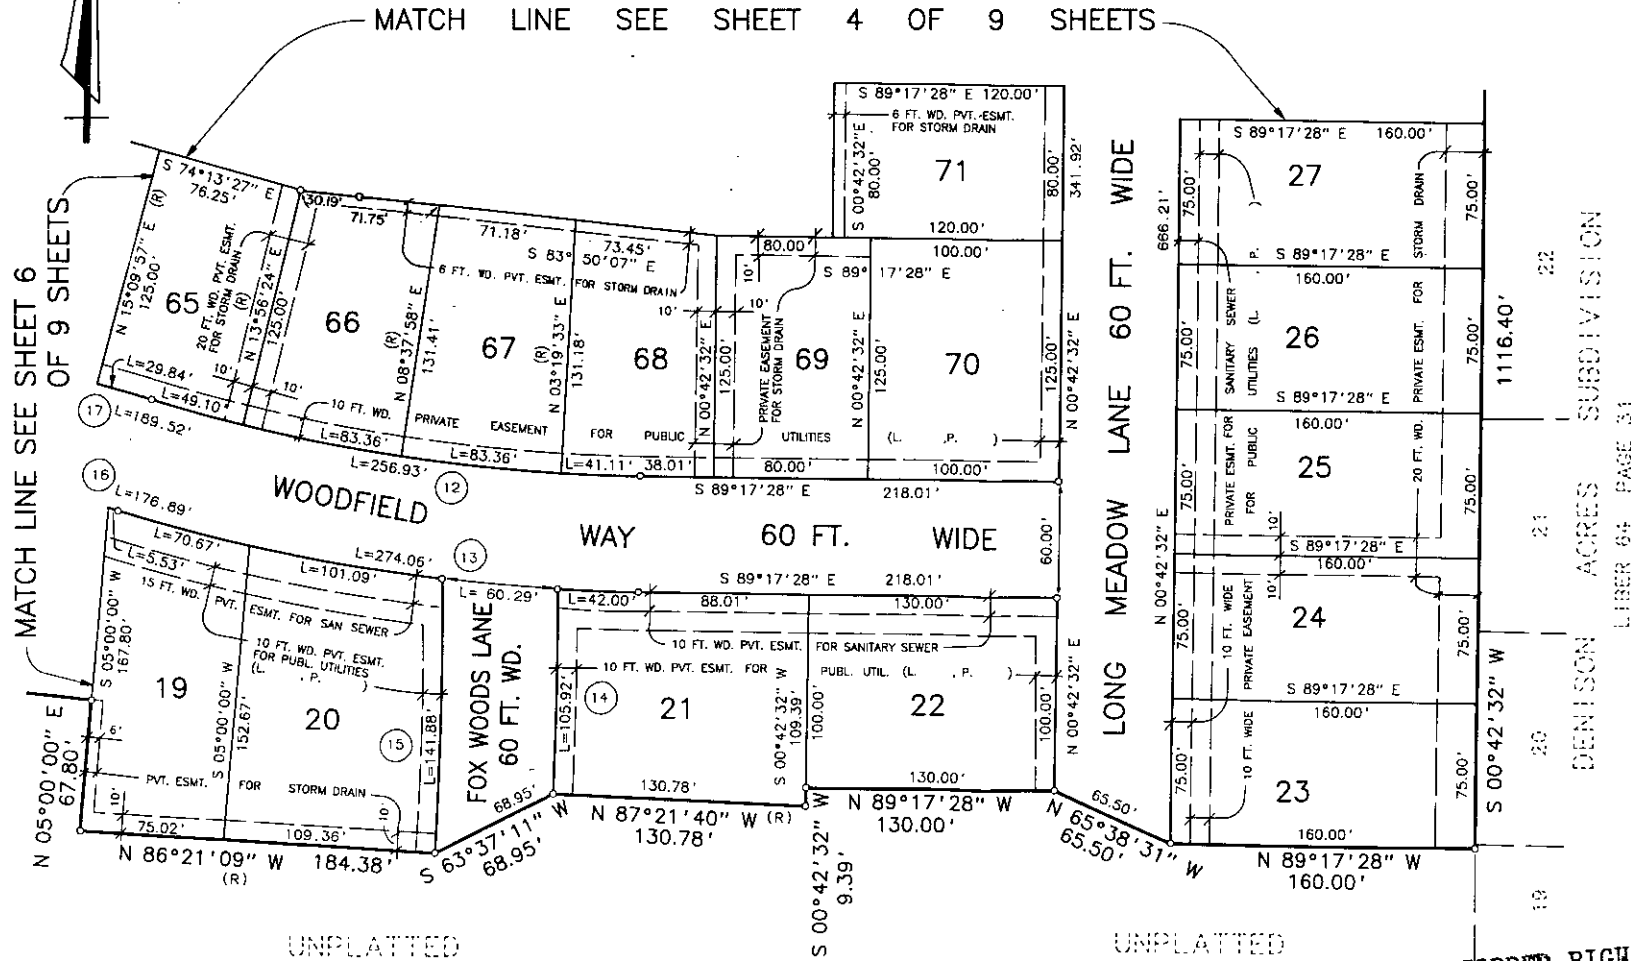 MATCH LINE SEE SHEET 4 OF 9 SHEETS
MATCH LINE SEE SHEET 6
OF 9 SHEETS
S 74°13'27" E
76.25'
N 15°09'57" E (R)
125.00'
65
20 FT. WD. PVT. ESMT.
FOR STORM DRAIN
(R)
N 13°56'24" E
125.00'
L=29.84'
L=49.10'
10'
10'
17
L=189.52'
30.19'
71.75'
66
(R)
N 08°37'58" E
131.41'
10 FT. WD. PRIVATE EASEMENT FOR PUBLIC UTILITIES (L. .P. )
L=83.36'
L=256.93'
12
71.18'
S 83°50'07" E
73.45'
6 FT. WD. PVT. ESMT. FOR STORM DRAIN
67
(R)
N 03°19'33" E
131.18'
L=83.36'
68
10'
10'
N 00°42'32" E
125.00'
L=41.11'
38.01'
80.00'
10'
S 89°17'28" E
PRIVATE EASEMENT
FOR STORM DRAIN
69
N 00°42'32" E
125.00'
80.00'
100.00'
70
125.00'
N 00°42'32" E
100.00'
S 89°17'28" E 218.01'
S 89°17'28" E 120.00'
6 FT. WD. PVT. ESMT.
FOR STORM DRAIN
S 00°42'32" E
80.00'
71
80.00'
341.92'
120.00'
WOODFIELD WAY 60 FT. WIDE
60.00'
LONG MEADOW LANE 60 FT. WIDE
16
L=176.89'
L=70.67'
L=5.53'
L=274.06'
L=101.09'
13
15 FT. WD. PVT. ESMT. FOR SAN SEWER
10 FT. WD. PVT. ESMT.
FOR PUBL. UTILITIES
(L. .P. )
S 05°00'00" W
167.80'
19
S 05°00'00" W
152.67'
20
15
L=141.88'
6'
PVT. ESMT. FOR STORM DRAIN
10'
10'
75.02'
109.36'
N 05°00'00" E
67.80'
N 86°21'09" W 184.38'
(R)
L= 60.29'
FOX WOODS LANE
60 FT. WD.
68.95'
S 63°37'11" W
68.95'
S 89°17'28" E 218.01'
L=42.00'
88.01'
130.00'
10 FT. WD. PVT. ESMT. FOR SANITARY SEWER
10 FT. WD. PVT. ESMT. FOR PUBL. UTIL. (L. .P. )
L=105.92'
14
21
S 00°42'32" W
109.39'
100.00'
22
100.00'
N 00°42'32" E
130.78'
N 87°21'40" W (R)
130.78'
130.00'
N 89°17'28" W
130.00'
S 00°42'32" W
9.39'
65.50'
N 65°38'31" W
65.50'
S 89°17'28" E 160.00'
27
75.00'
75.00'
666.21'
S 89°17'28" E
160.00'
26
75.00'
75.00'
S 89°17'28" E
160.00'
25
75.00'
75.00'
N 00°42'32" E
10'
S 89°17'28" E
160.00'
10'
24
75.00'
75.00'
S 89°17'28" E
160.00'
23
75.00'
75.00'
160.00'
N 89°17'28" W
160.00'
SANITARY SEWER
UTILITIES (L. .P. )
PRIVATE ESMT. FOR
FOR PUBLIC
20 FT. WD. PRIVATE ESMT. FOR STORM DRAIN
10 FT. WIDE
PRIVATE EASEMENT
10 FT. WIDE
1116.40'
S 00°42'32" W
22
21
20
19
DENISON ACRES SUBDIVISION
LIBER 64 PAGE 31
UNPLATTED
UNPLATTED